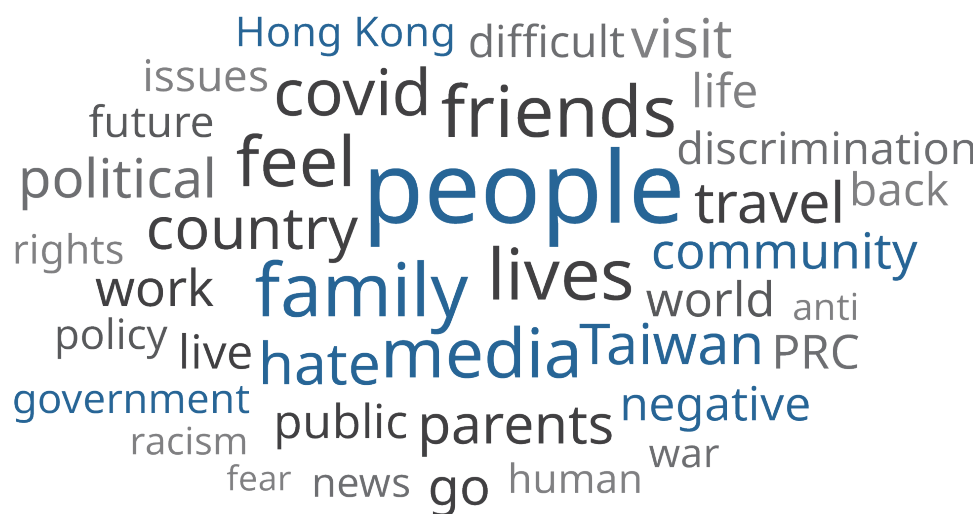 Hong Kong difficult visit
issues covid friends life
future feel discrimination
political people travel back
country community
rights family lives
work world anti
policy live hate media Taiwan PRC
government public parents negative
racism war
fear news go human